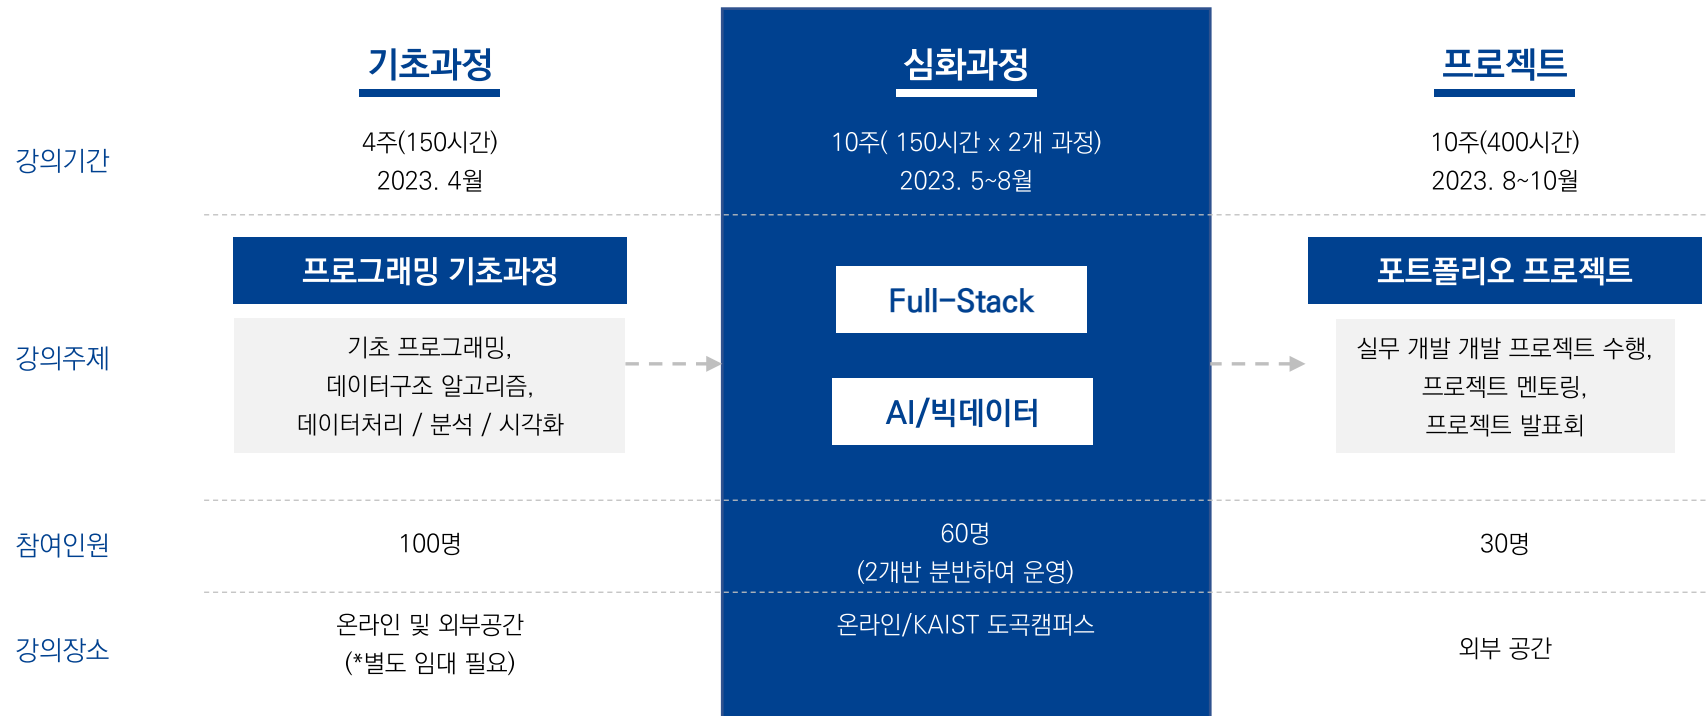 기초과정
심화과정
프로젝트
강의기간
4주(150시간)
2023. 4월
10주( 150시간 x 2개 과정)
2023. 5~8월
10주(400시간)
2023. 8~10월
강의주제
프로그래밍 기초과정
기초 프로그래밍,
데이터구조 알고리즘,
데이터처리 / 분석 / 시각화
Full-Stack
AI/빅데이터
포트폴리오 프로젝트
실무 개발 개발 프로젝트 수행,
프로젝트 멘토링,
프로젝트 발표회
참여인원
100명
60명
(2개반 분반하여 운영)
30명
강의장소
온라인 및 외부공간
(*별도 임대 필요)
온라인/KAIST 도곡캠퍼스
외부 공간